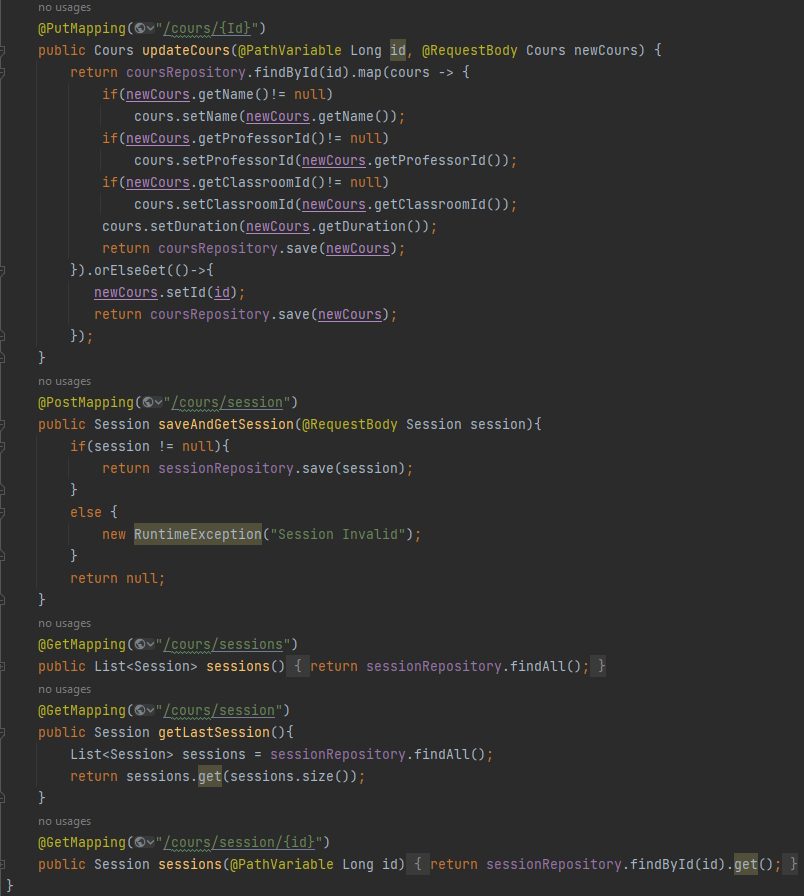 no usages
@PutMapping("/cours/{Id}")
public Cours updateCours(@PathVariable Long id, @RequestBody Cours newCours) {
    return coursRepository.findById(id).map(cours -> {
        if(newCours.getName()!= null)
            cours.setName(newCours.getName());
        if(newCours.getProfessorId()!= null)
            cours.setProfessorId(newCours.getProfessorId());
        if(newCours.getClassroomId()!= null)
            cours.setClassroomId(newCours.getClassroomId());
        cours.setDuration(newCours.getDuration());
        return coursRepository.save(newCours);
    }).orElseGet(()->{
       newCours.setId(id);
       return coursRepository.save(newCours);
    });
}
no usages
@PostMapping("/cours/session")
public Session saveAndGetSession(@RequestBody Session session){
    if(session != null){
        return sessionRepository.save(session);
    }
    else {
        new RuntimeException("Session Invalid");
    }
    return null;
}
no usages
@GetMapping("/cours/sessions")
public List<Session> sessions() { return sessionRepository.findAll(); }
no usages
@GetMapping("/cours/session")
public Session getLastSession(){
    List<Session> sessions = sessionRepository.findAll();
    return sessions.get(sessions.size());
}
no usages
@GetMapping("/cours/session/{id}")
public Session sessions(@PathVariable Long id) { return sessionRepository.findById(id).get(); }
}